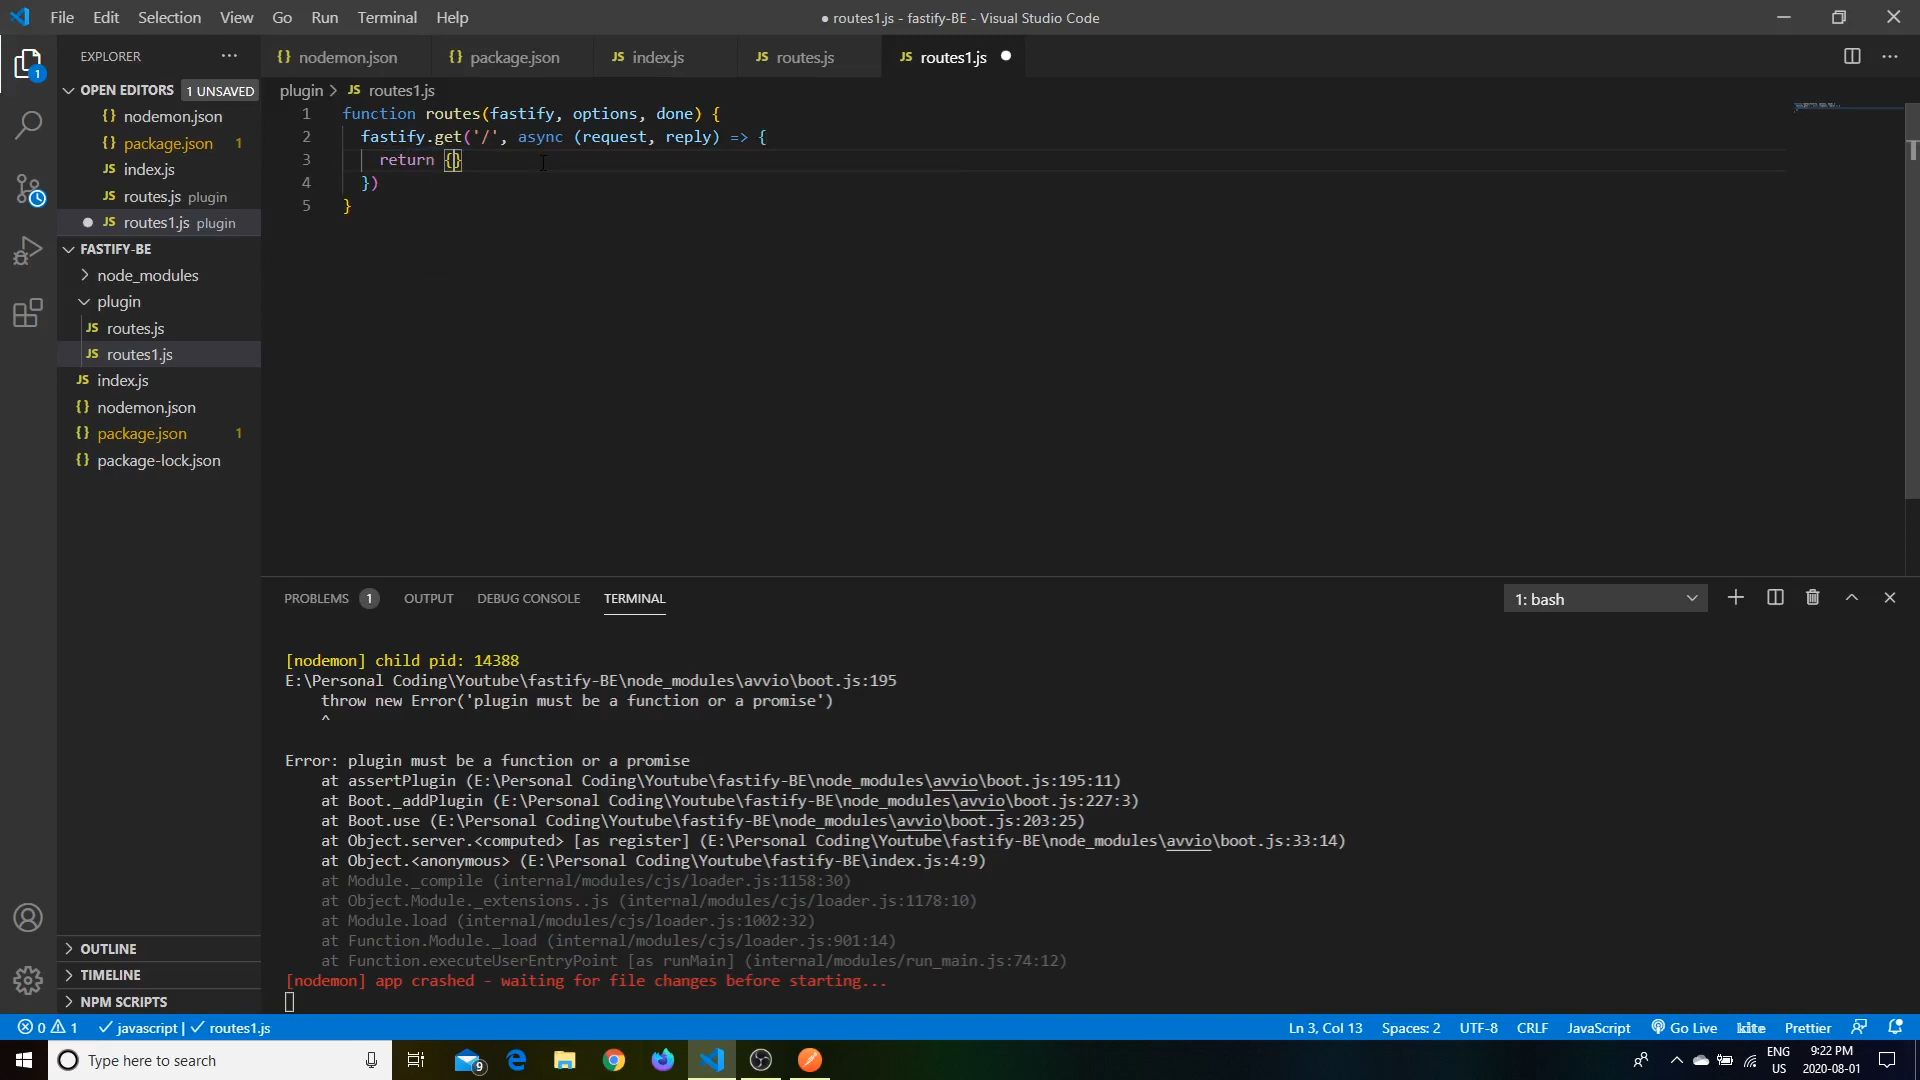 File Edit Selection View Go Run Terminal Help
● routes1.js - fastify-BE - Visual Studio Code
EXPLORER
OPEN EDITORS 1 UNSAVED
{} nodemon.json
{} package.json 1
JS index.js
JS routes.js plugin
● JS routes1.js plugin
FASTIFY-BE
node_modules
plugin
JS routes.js
JS routes1.js
JS index.js
{} nodemon.json
{} package.json 1
{} package-lock.json
OUTLINE
TIMELINE
NPM SCRIPTS
1
{} nodemon.json {} package.json JS index.js JS routes.js JS routes1.js ●
plugin > JS routes1.js
1 function routes(fastify, options, done) {
2 fastify.get('/', async (request, reply) => {
3 return {}
4 })
5 }
PROBLEMS 1 OUTPUT DEBUG CONSOLE TERMINAL 1: bash
[nodemon] child pid: 14388
E:\Personal Coding\Youtube\fastify-BE\node_modules\avvio\boot.js:195
throw new Error('plugin must be a function or a promise')
^
Error: plugin must be a function or a promise
at assertPlugin (E:\Personal Coding\Youtube\fastify-BE\node_modules\avvio\boot.js:195:11)
at Boot._addPlugin (E:\Personal Coding\Youtube\fastify-BE\node_modules\avvio\boot.js:227:3)
at Boot.use (E:\Personal Coding\Youtube\fastify-BE\node_modules\avvio\boot.js:203:25)
at Object.server.<computed> [as register] (E:\Personal Coding\Youtube\fastify-BE\node_modules\avvio\boot.js:33:14)
at Object.<anonymous> (E:\Personal Coding\Youtube\fastify-BE\index.js:4:9)
at Module._compile (internal/modules/cjs/loader.js:1158:30)
at Object.Module._extensions..js (internal/modules/cjs/loader.js:1178:10)
at Module.load (internal/modules/cjs/loader.js:1002:32)
at Function.Module._load (internal/modules/cjs/loader.js:901:14)
at Function.executeUserEntryPoint [as runMain] (internal/modules/run_main.js:74:12)
[nodemon] app crashed - waiting for file changes before starting...
0 1 javascript | routes1.js Ln 3, Col 13 Spaces: 2 UTF-8 CRLF JavaScript Go Live kite Prettier
Type here to search 9 ENG US 9:22 PM 2020-08-01